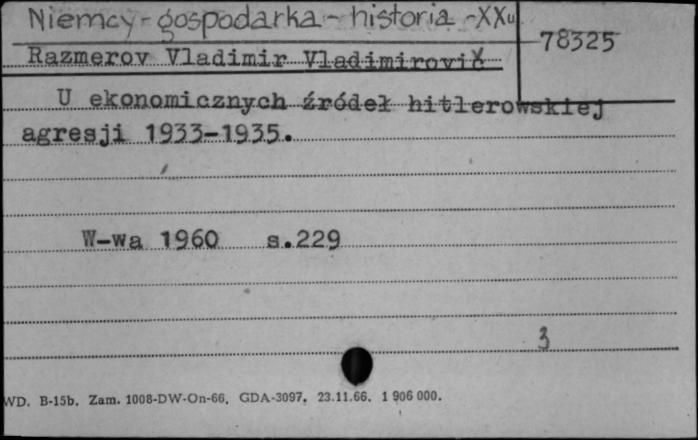 Niemcy - gospodarka - historia - XXw
78325
Razmerov Vladimir Vladimirovič
U ekonomicznych źródeł hitlerowskiej
agresji 1933-1935.
W-wa 1960 s.229
3
WD. B-15b. Zam. 1008-DW-On-66. GDA-3097. 23.11.66. 1 906 000.